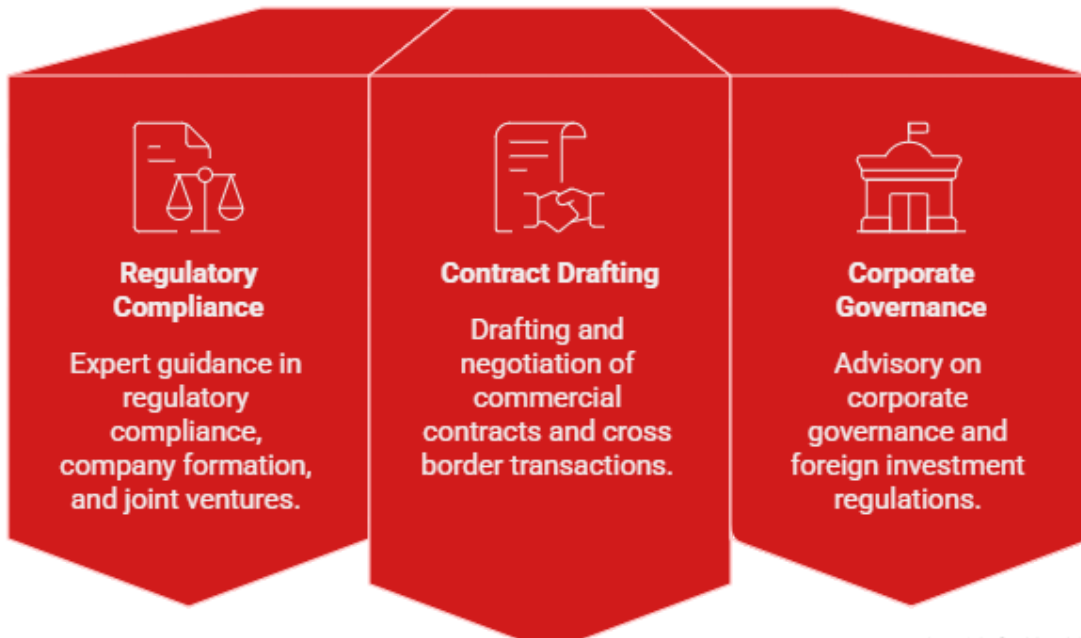 Regulatory
Compliance
Expert guidance in
regulatory
compliance,
company formation,
and joint ventures.
Contract Drafting
Drafting and
negotiation of
commercial
contracts and cross
border transactions.
Corporate
Governance
Advisory on
corporate
governance and
foreign investment
regulations.